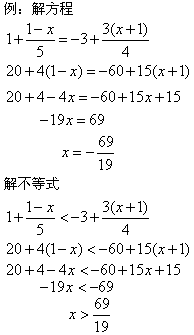 例：解方程
1+\frac{1-x}{5}=-3+\frac{3(x+1)}{4}
20+4(1-x)=-60+15(x+1)
20+4-4x=-60+15x+15
-19x=69
x=-\frac{69}{19}
解不等式
1+\frac{1-x}{5}<-3+\frac{3(x+1)}{4}
20+4(1-x)<-60+15(x+1)
20+4-4x<-60+15x+15
-19x<-69
x>\frac{69}{19}